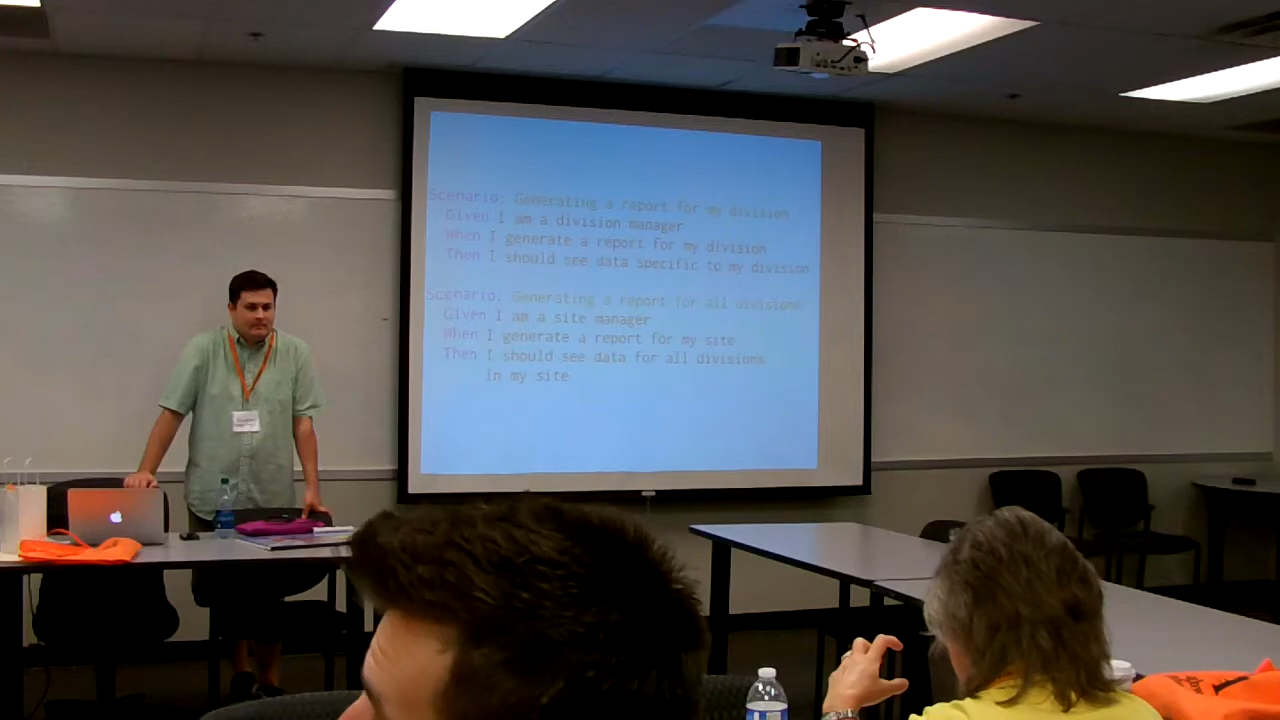 Scenario: Generating a report for my division
Given I am a division manager
When I generate a report for my division
Then I should see data specific to my division
Scenario: Generating a report for all divisions
Given I am a site manager
When I generate a report for my site
Then I should see data for all divisions
in my site